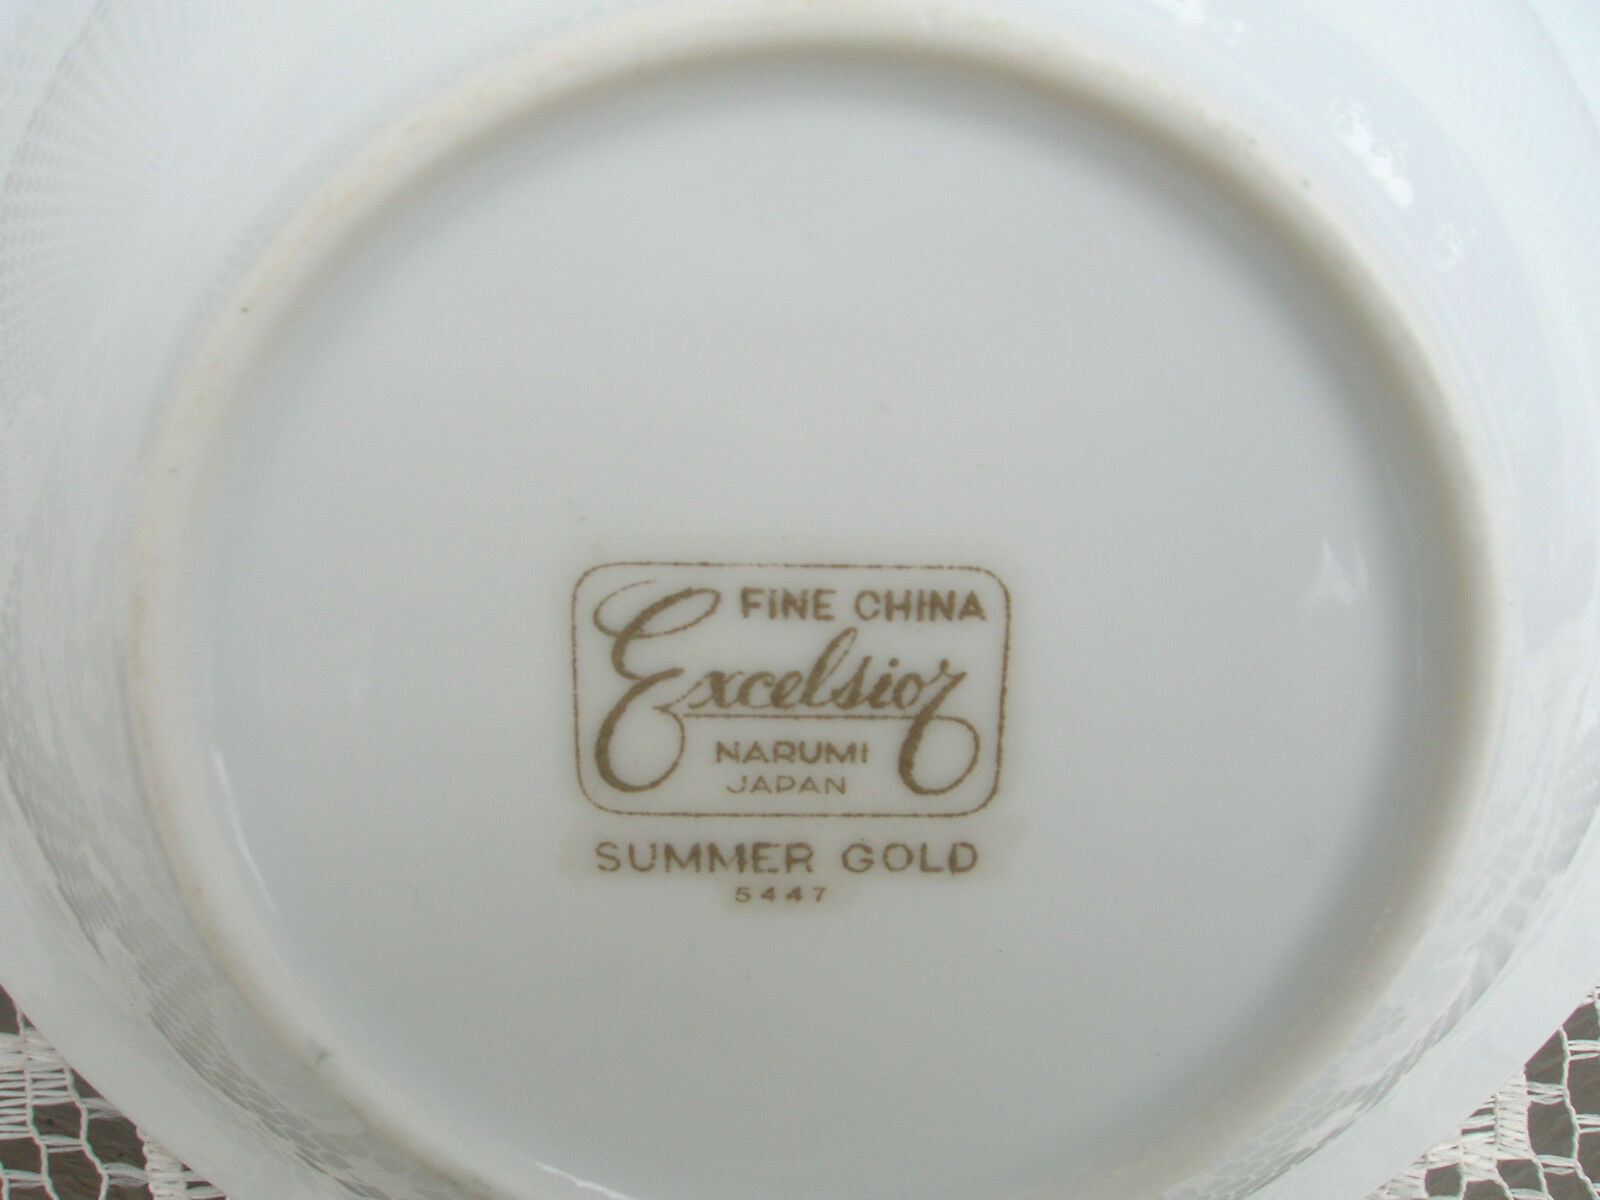 FINE CHINA
Excelsior
NARUMI
JAPAN
SUMMER GOLD
5447